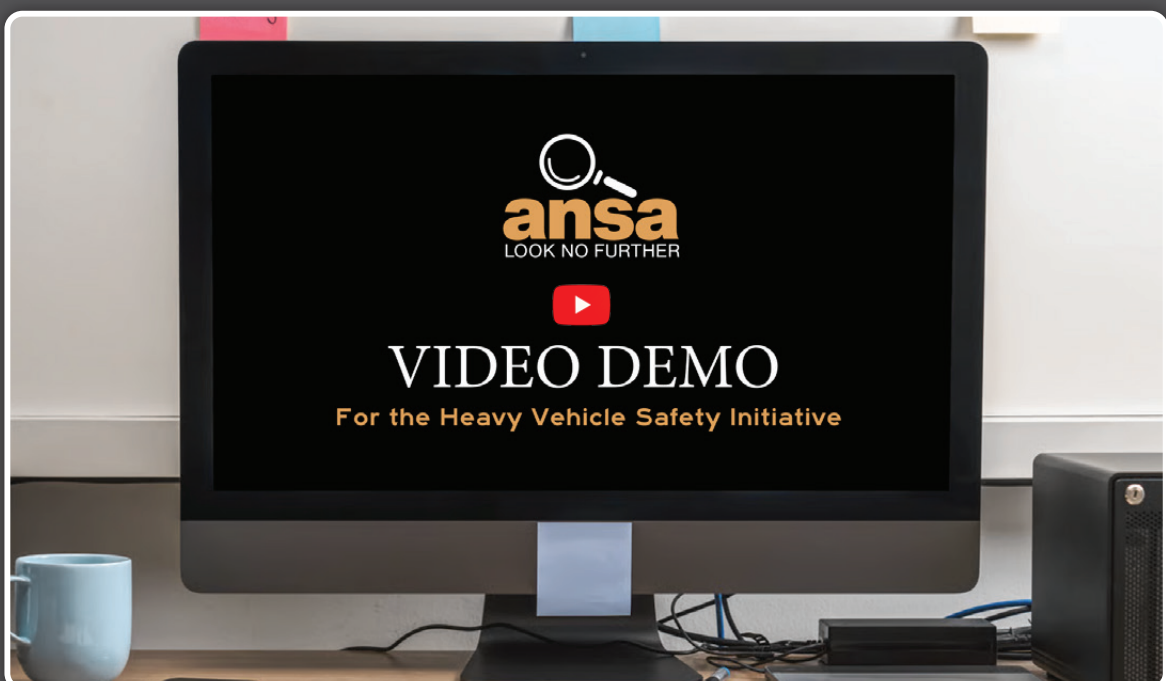 ansa
LOOK NO FURTHER
VIDEO DEMO
For the Heavy Vehicle Safety Initiative